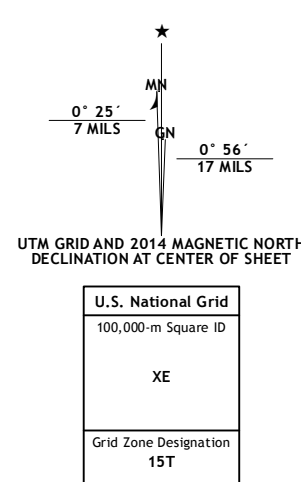 ★
MN
0° 25´
7 MILS
GN
0° 56´
17 MILS
UTM GRID AND 2014 MAGNETIC NORTH
DECLINATION AT CENTER OF SHEET
U.S. National Grid
100,000-m Square ID
XE
Grid Zone Designation
15T